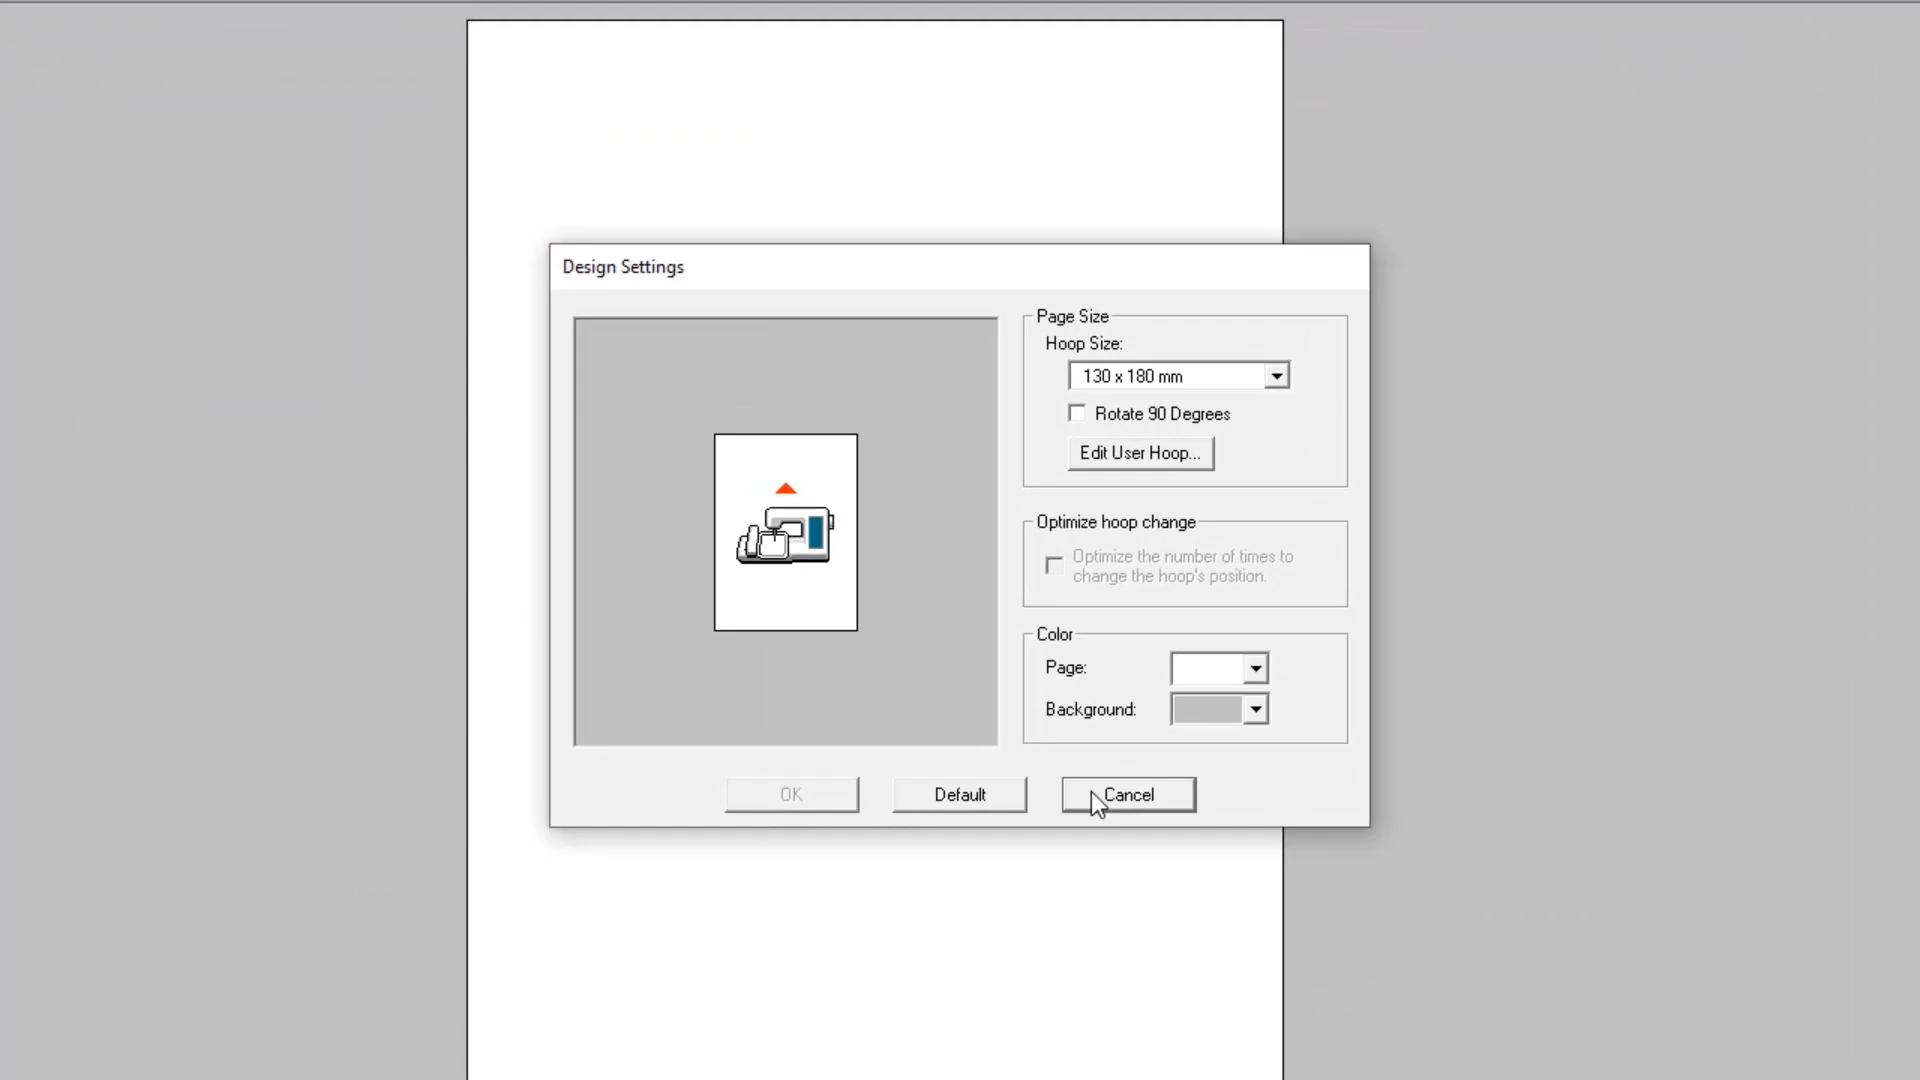 Design Settings
Page Size
Hoop Size:
130 x 180 mm
Rotate 90 Degrees
Edit User Hoop...
Optimize hoop change
Optimize the number of times to
change the hoop's position.
Color
Page:
Background:
OK
Default
Cancel